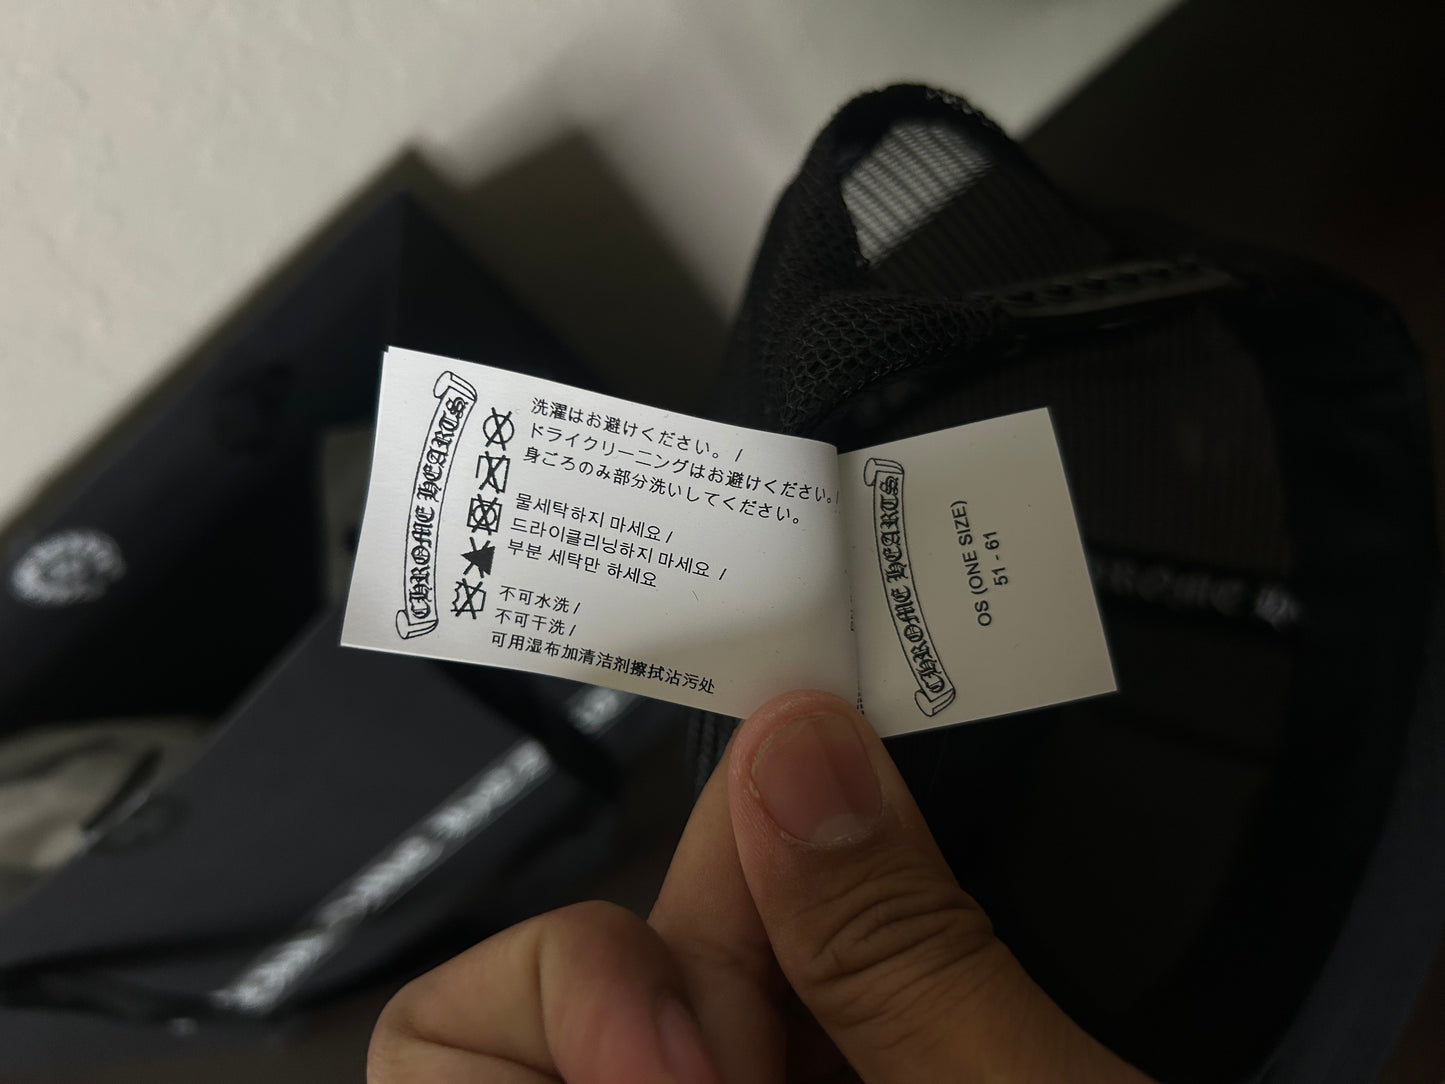 CHROME HEARTS
洗濯はお避けください。 /
ドライクリーニングはお避けください。/
身ごろのみ部分洗いしてください。
물세탁하지 마세요 /
드라이클리닝하지 마세요 /
부분 세탁만 하세요
不可水洗 /
不可干洗 /
可用湿布加清洁剂擦拭沾污处
CHROME HEARTS
OS (ONE SIZE)
51 - 61